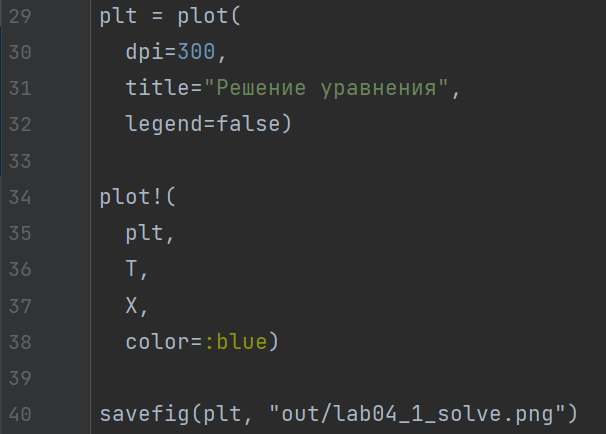 29 plt = plot(
30   dpi=300,
31   title="Решение уравнения",
32   legend=false)
33
34 plot!(
35   plt,
36   T,
37   X,
38   color=:blue)
39
40 savefig(plt, "out/lab04_1_solve.png")